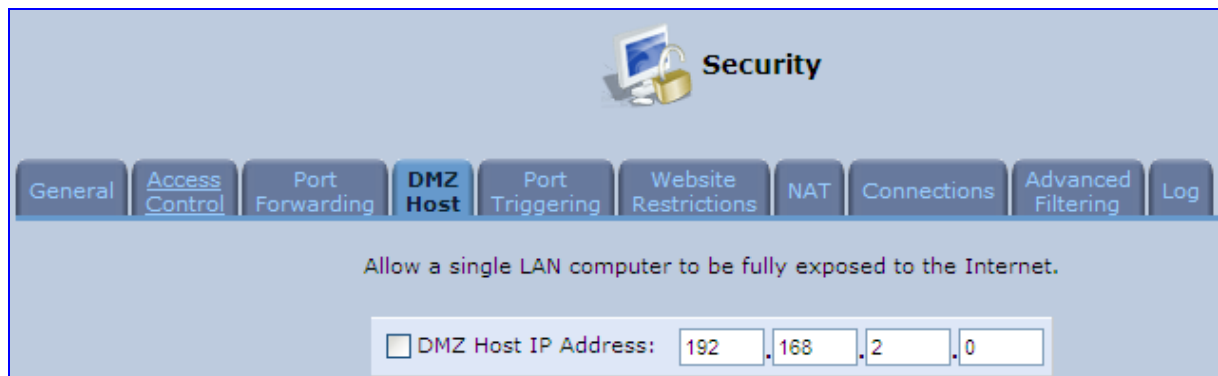 Security
General
Access Control
Port Forwarding
DMZ Host
Port Triggering
Website Restrictions
NAT
Connections
Advanced Filtering
Log
Allow a single LAN computer to be fully exposed to the Internet.
DMZ Host IP Address: 192 . 168 . 2 . 0